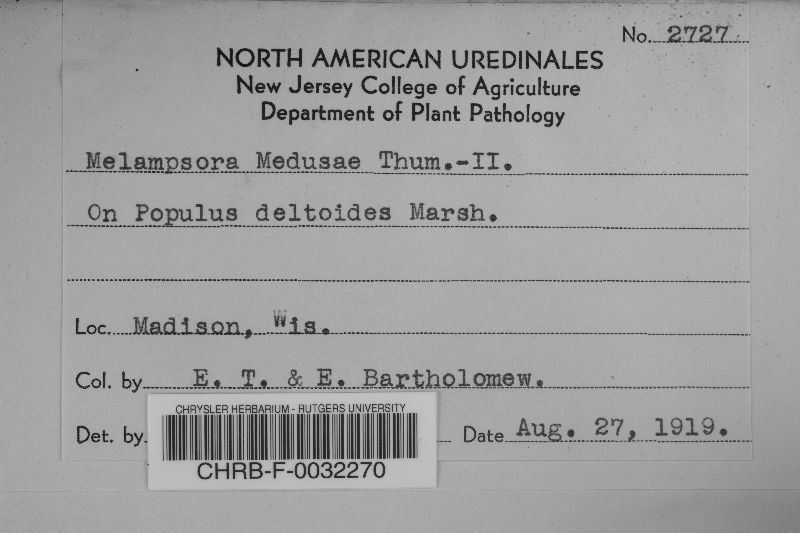 No. 2727
NORTH AMERICAN UREDINALES
New Jersey College of Agriculture
Department of Plant Pathology
Melampsora Medusae Thum.-II.
On Populus deltoides Marsh.
Loc. Madison, Wis.
Col. by E. T. & E. Bartholomew.
Det. by
Date Aug. 27, 1919.
CHRYSLER HERBARIUM - RUTGERS UNIVERSITY
CHRB-F-0032270